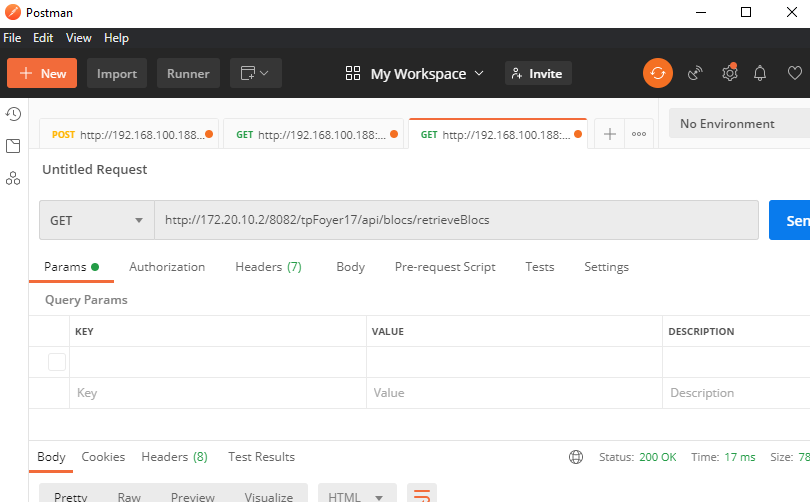 Postman
File Edit View Help
+ New Import Runner My Workspace Invite
POST http://192.168.100.188... GET http://192.168.100.188:... GET http://192.168.100.188:... + ooo No Environment
Untitled Request
GET http://172.20.10.2/8082/tpFoyer17/api/blocs/retrieveBlocs Sen
Params Authorization Headers (7) Body Pre-request Script Tests Settings
Query Params
KEY VALUE DESCRIPTION
Key Value Description
Body Cookies Headers (8) Test Results Status: 200 OK Time: 17 ms Size: 78
Pretty Raw Preview Visualize HTML